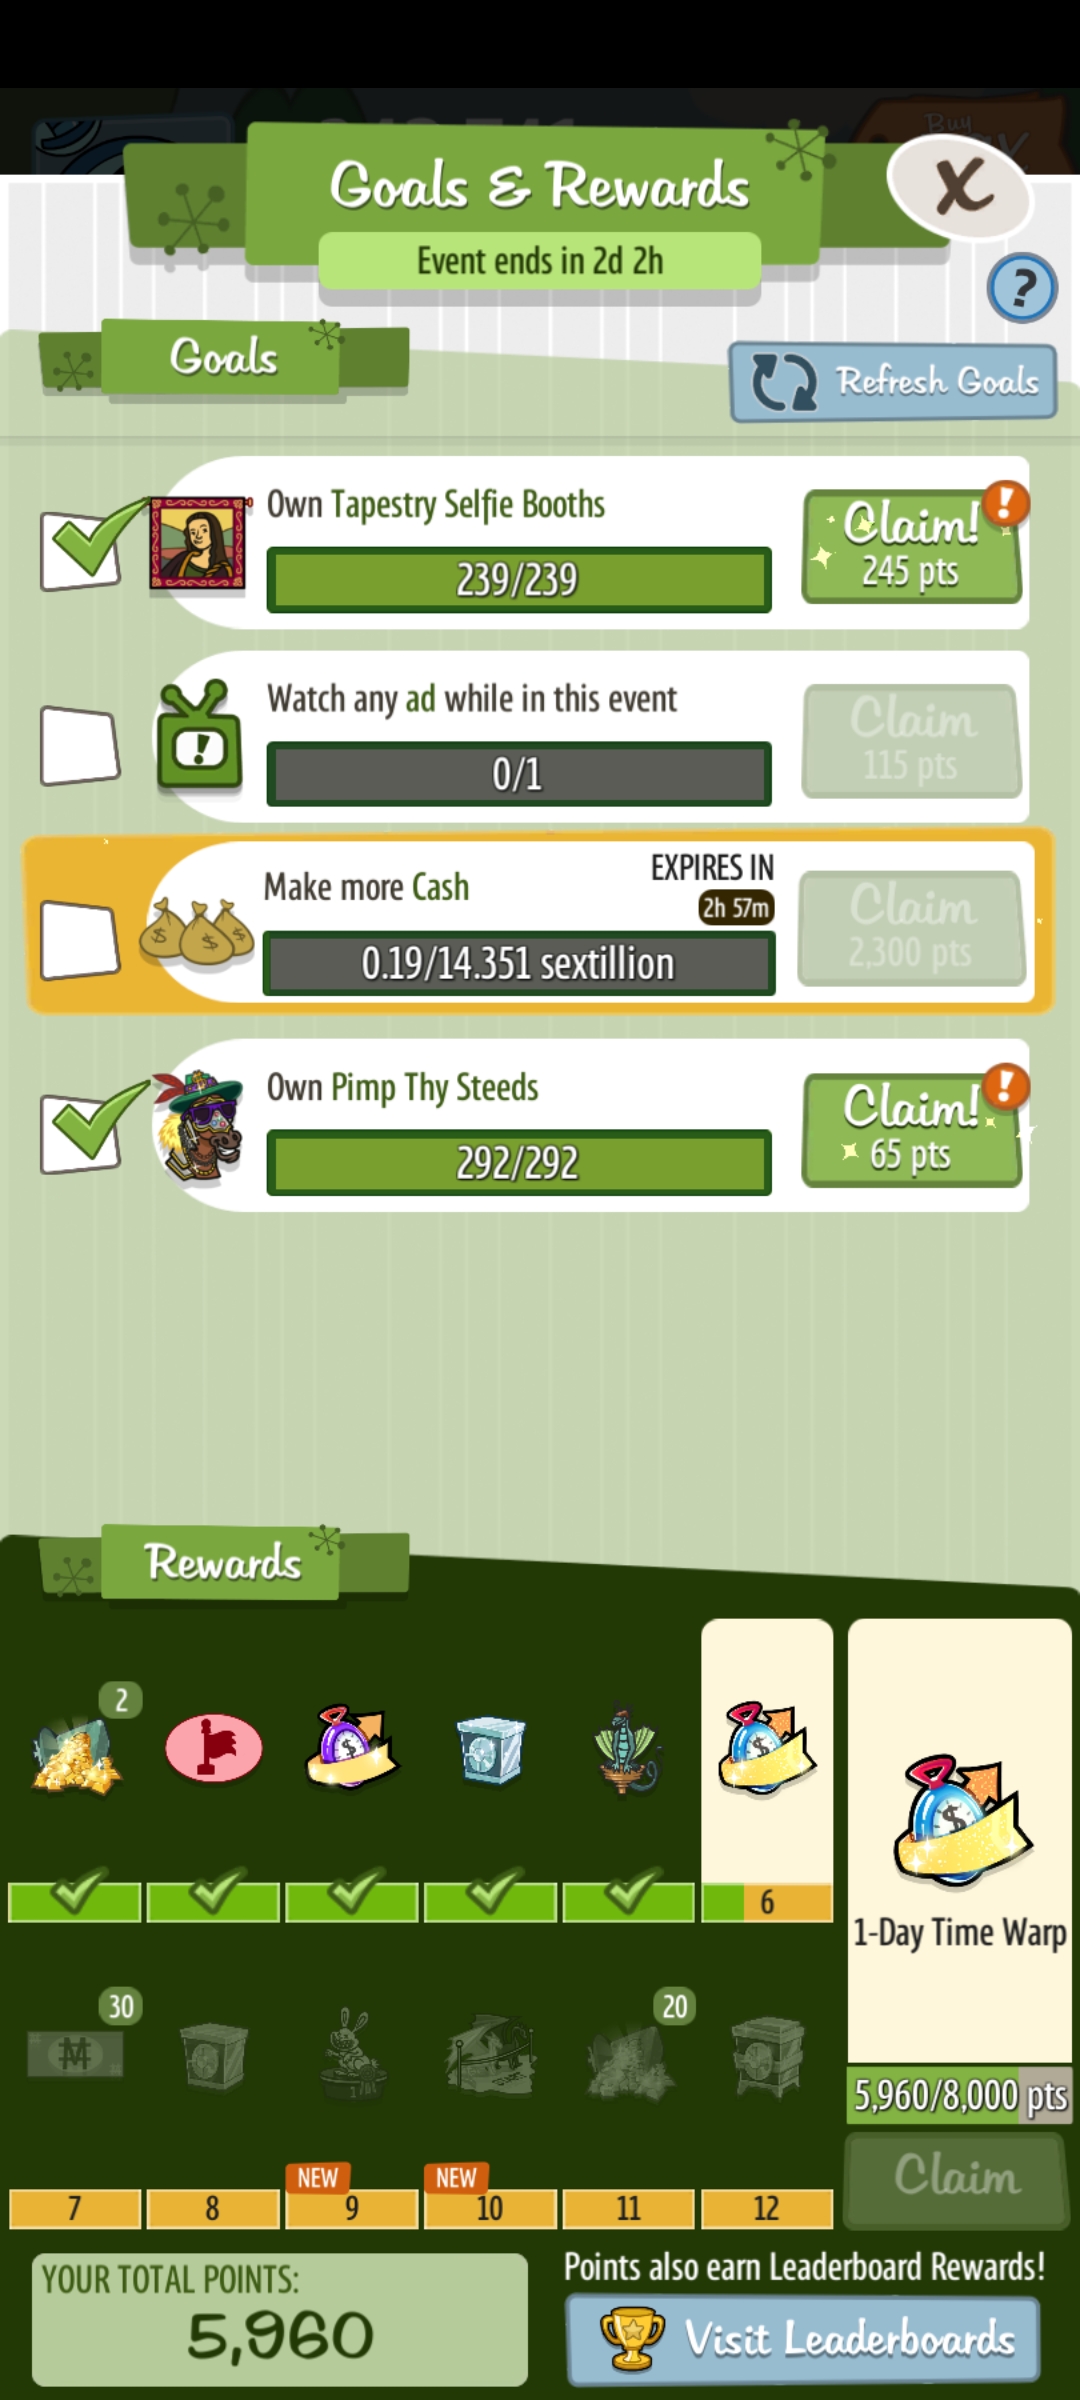 Buy
Goals & Rewards
X
Event ends in 2d 2h
?
Goals
Refresh Goals
Own Tapestry Selfie Booths
239/239
Claim!
245 pts
!
Watch any ad while in this event
0/1
Claim
115 pts
Make more Cash
EXPIRES IN
2h 57m
0.19/14.351 sextillion
Claim
2,300 pts
Own Pimp Thy Steeds
292/292
Claim!
65 pts
!
Rewards
2
6
1-Day Time Warp
30
20
5,960/8,000 pts
Claim
NEW
NEW
7
8
9
10
11
12
YOUR TOTAL POINTS:
5,960
Points also earn Leaderboard Rewards!
Visit Leaderboards